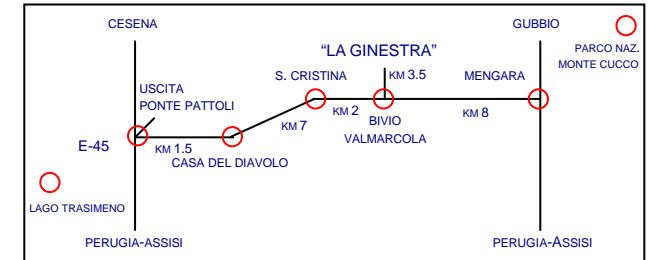 CESENA
GUBBIO
"LA GINESTRA"
PARCO NAZ.
MONTE CUCCO
S. CRISTINA
KM 3.5
MENGARA
USCITA
PONTE PATTOLI
KM 2
KM 8
BIVIO
VALMARCOLA
KM 7
E-45
KM 1.5
CASA DEL DIAVOLO
LAGO TRASIMENO
PERUGIA-ASSISI
PERUGIA-ASSISI